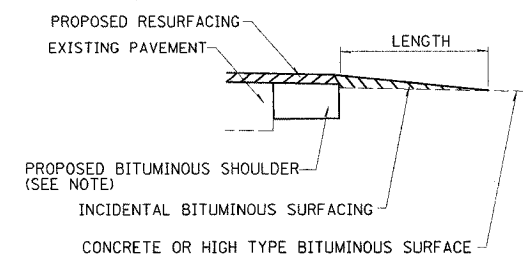 PROPOSED RESURFACING
EXISTING PAVEMENT
LENGTH
PROPOSED BITUMINOUS SHOULDER
(SEE NOTE)
INCIDENTAL BITUMINOUS SURFACING
CONCRETE OR HIGH TYPE BITUMINOUS SURFACE